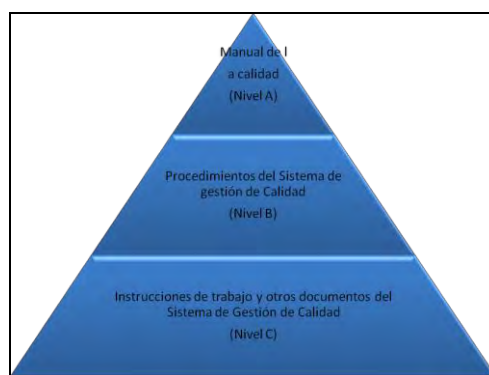 Manual de l
a calidad
(Nivel A)
Procedimientos del Sistema de
gestión de Calidad
(Nivel B)
Instrucciones de trabajo y otros documentos del
Sistema de Gestión de Calidad
(Nivel C)